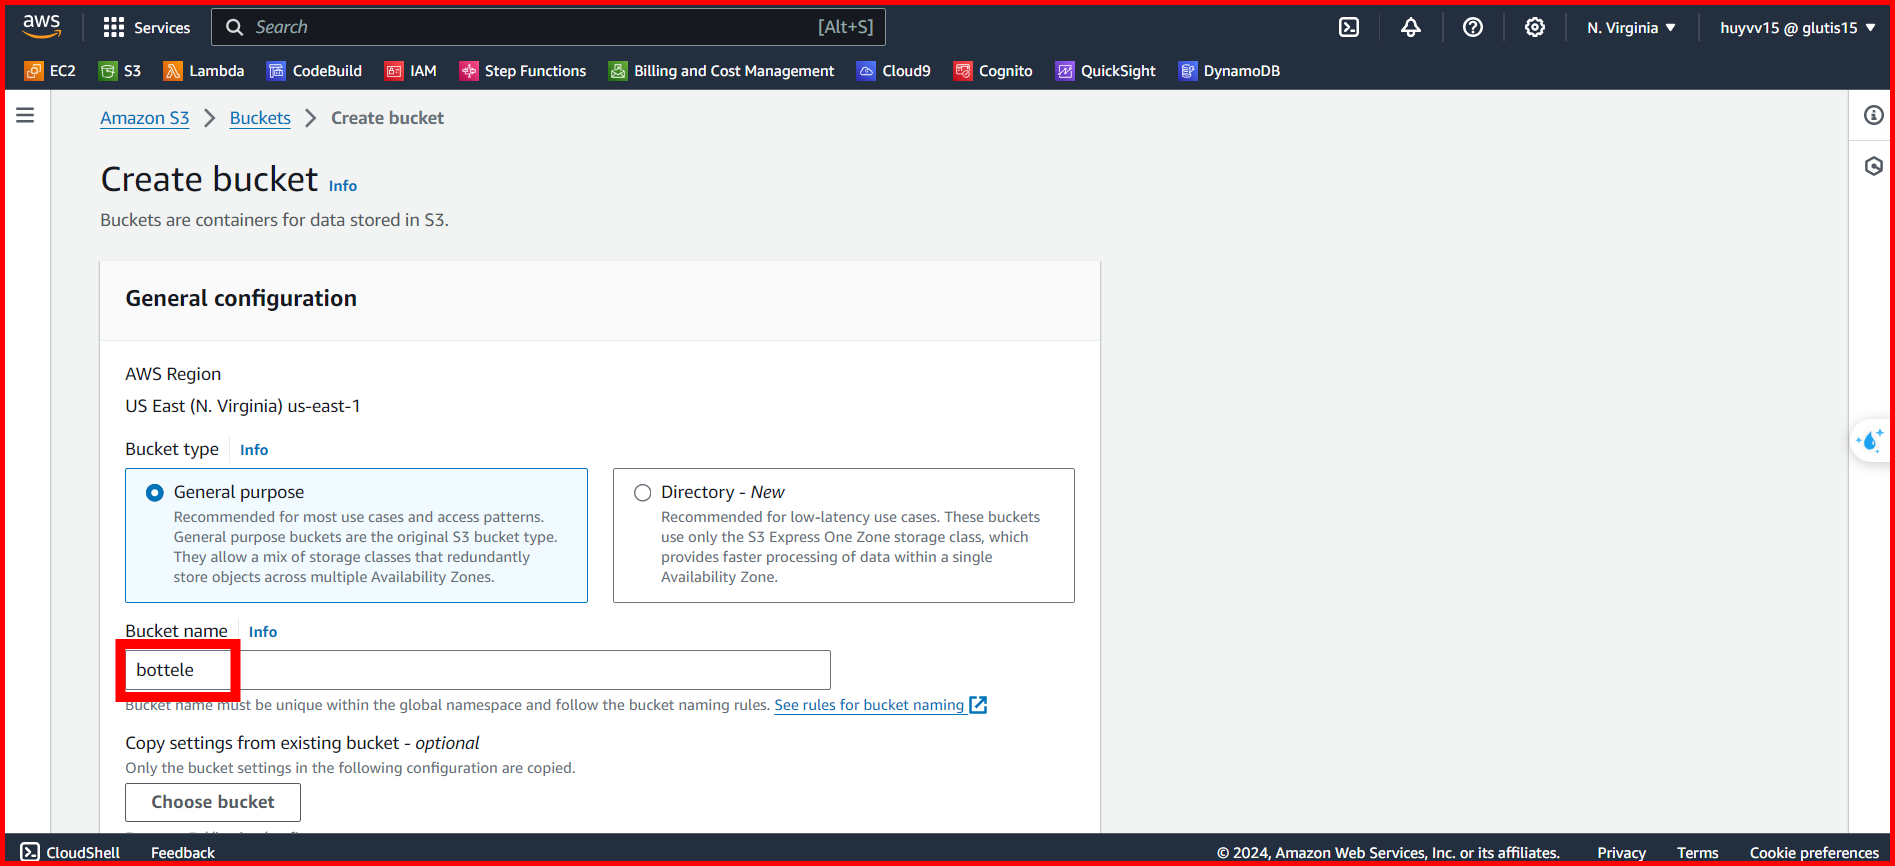 aws
Services
Search [Alt+S]
N. Virginia
huyvv15 @ glutis15
EC2 S3 Lambda CodeBuild IAM Step Functions Billing and Cost Management Cloud9 Cognito QuickSight DynamoDB
Amazon S3 > Buckets > Create bucket
Create bucket Info
Buckets are containers for data stored in S3.
General configuration
AWS Region
US East (N. Virginia) us-east-1
Bucket type Info
General purpose
Recommended for most use cases and access patterns.
General purpose buckets are the original S3 bucket type.
They allow a mix of storage classes that redundantly
store objects across multiple Availability Zones.
Directory - New
Recommended for low-latency use cases. These buckets
use only the S3 Express One Zone storage class, which
provides faster processing of data within a single
Availability Zone.
Bucket name Info
bottele
Bucket name must be unique within the global namespace and follow the bucket naming rules. See rules for bucket naming
Copy settings from existing bucket - optional
Only the bucket settings in the following configuration are copied.
Choose bucket
CloudShell Feedback
© 2024, Amazon Web Services, Inc. or its affiliates. Privacy Terms Cookie preferences